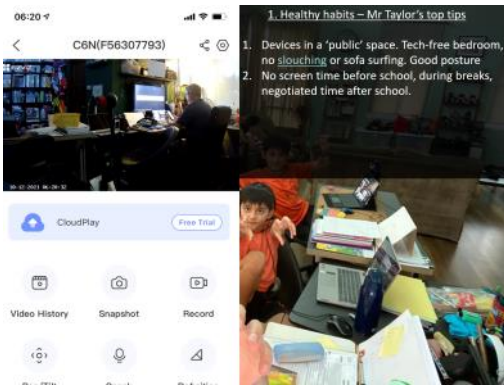 06:20
C6N(F56307793)
CloudPlay
Free Trial
Video History
Snapshot
Record
1. Healthy habits – Mr Taylor's top tips
1. Devices in a 'public' space. Tech-free bedroom,
no slouching or sofa surfing. Good posture
2. No screen time before school, during breaks,
negotiated time after school.